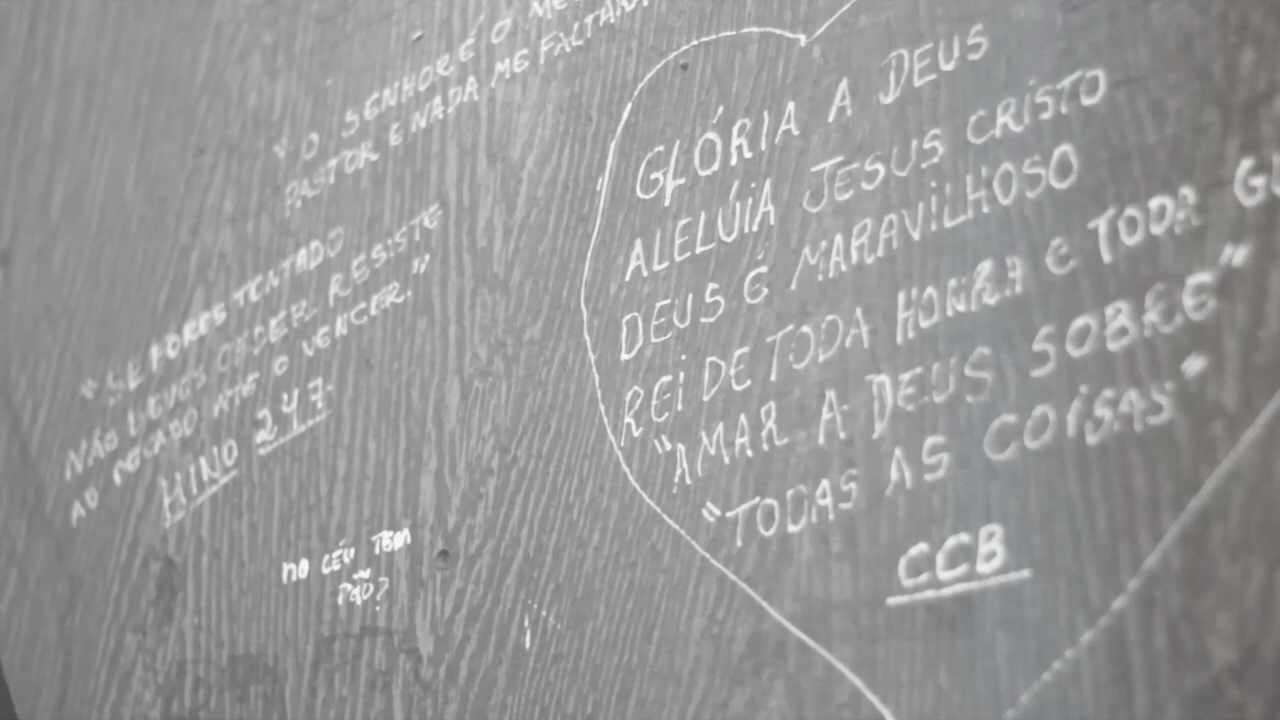 "O SENHOR É O
PASTOR E NADA ME FALTARÁ
"SE FORES TENTADO
NÃO DEVES CEDER, RESISTE
AO PECADO ATÉ O VENCER."
HINO 247.
NO CÉU TEM
PÃO?
GLÓRIA A DEUS
ALELÚIA JESUS CRISTO
DEUS É MARAVILHOSO
REI DE TODA HONRA E TODA
"AMAR A DEUS SOBRE"
"TODAS AS COISAS"
CCB